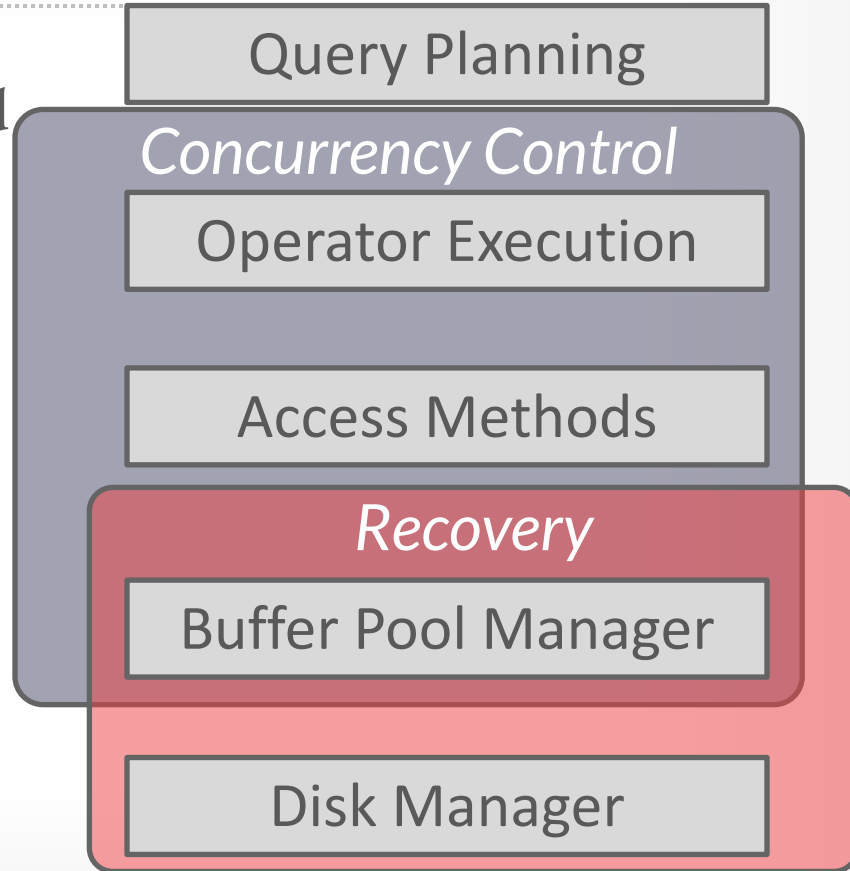 Query Planning
Concurrency Control
Operator Execution
Access Methods
Recovery
Buffer Pool Manager
Disk Manager